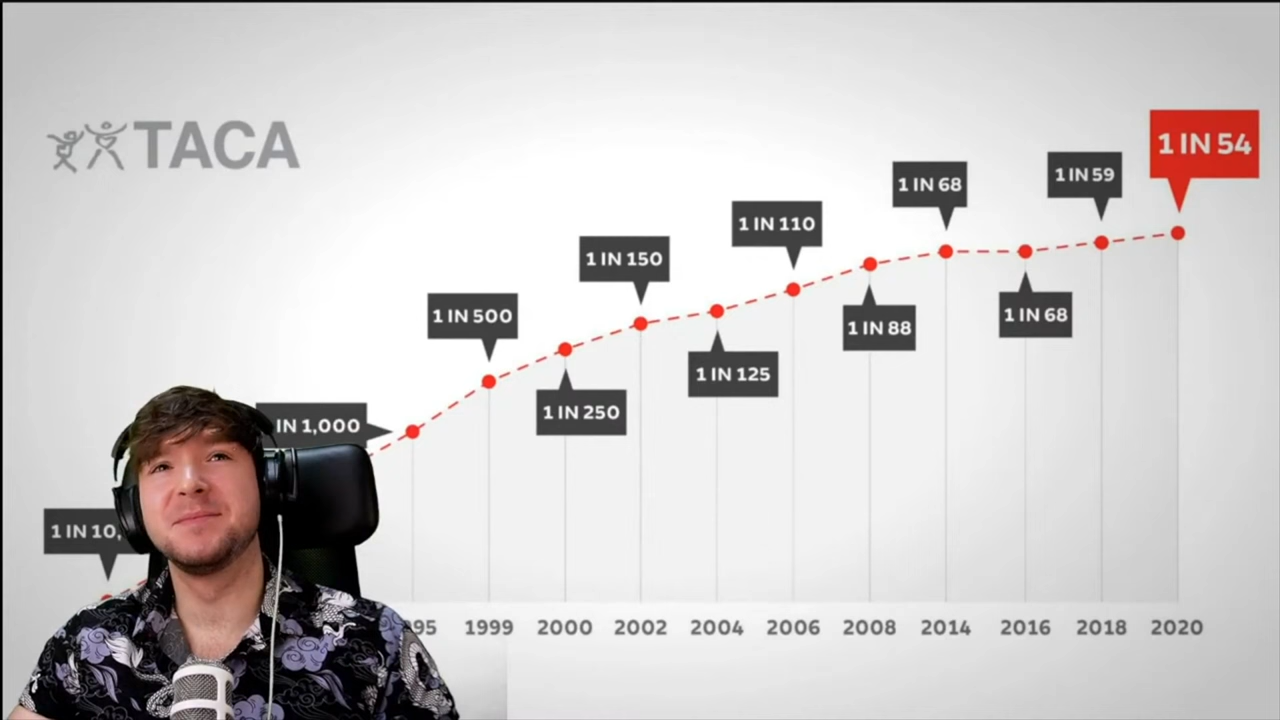 TACA
1 IN 54
1 IN 59
1 IN 68
1 IN 110
1 IN 150
1 IN 500
1 IN 68
1 IN 88
1 IN 125
1 IN 250
IN 1,000
1 IN 10,
95 1999 2000 2002 2004 2006 2008 2014 2016 2018 2020